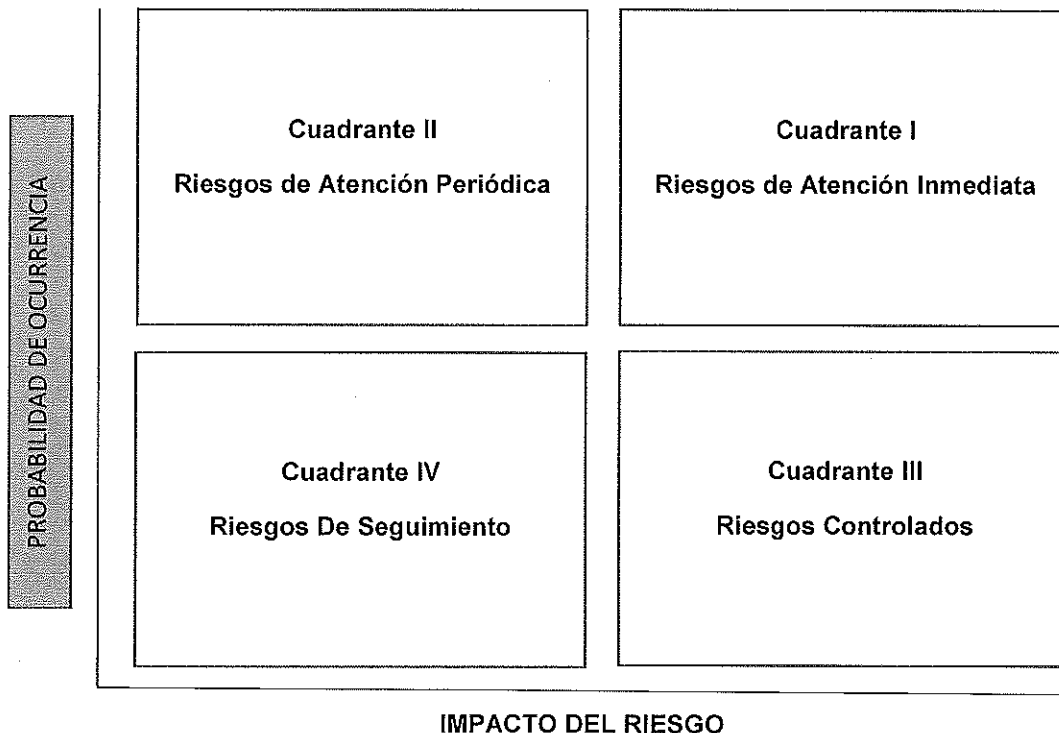 Cuadrante II
Riesgos de Atención Periódica
Cuadrante I
Riesgos de Atención Inmediata
PROBABILIDAD DE OCURRENCIA
Cuadrante IV
Riesgos De Seguimiento
Cuadrante III
Riesgos Controlados
IMPACTO DEL RIESGO